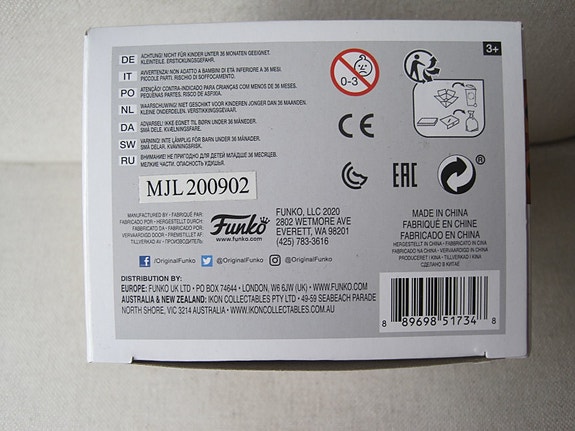 3+
DE ACHTUNG! NICHT FÜR KINDER UNTER 36 MONATEN GEEIGNET.
KLEINTEILE. ERSTICKUNGSGEFAHR.
IT AVVERTENZA! NON ADATTO A BAMBINI DI ETÀ INFERIORE A 36 MESI.
PICCOLE PARTI. RISCHIO DI SOFFOCAMENTO.
PO ATENÇÃO! CONTRA-INDICADO PARA CRIANÇAS COM MENOS DE 36 MESES.
PEQUENAS PARTES. RISCO DE ASFIXIA.
NL WAARSCHUWING! NIET GESCHIKT VOOR KINDEREN JONGER DAN 36 MAANDEN.
KLEINE ONDERDELEN. VERSTIKKINGSGEVAAR.
DA ADVARSEL! IKKE EGNET TIL BØRN UNDER 36 MÅNEDER.
SMÅ DELE. KVÆLNINGSFARE.
SW VARNING! INTE LÄMPLIG FÖR BARN UNDER 36 MÅNADER.
SMÅ DELAR. KVÄVNINGSRISK.
RU ВНИМАНИЕ! НЕ ПРИГОДНО ДЛЯ ДЕТЕЙ МЛАДШЕ 36 МЕСЯЦЕВ.
МЕЛКИЕ ЧАСТИ. ОПАСНОСТЬ УДУШЬЯ.
0-3
CE
EAC
®
MJL 200902
MANUFACTURED BY • FABRIQUÉ PAR
FABRICADO POR • HERGESTELLT DURCH:
FABBRICATO DA • FABRICADO POR
VERVAARDIGD DOOR • FREMSTILLET AF
TILLVERKAD AV • ПРОИЗВОДИТЕЛЬ:
Funko
www.funko.com
FUNKO, LLC 2020
2802 WETMORE AVE
EVERETT, WA 98201
(425) 783-3616
MADE IN CHINA
FABRIQUÉ EN CHINE
FABRICADO EN CHINA
HERGESTELLT IN CHINA • FABBRICATO IN CINA
FABRICADO NA CHINA • VERVAARDIGD IN CHINA
PRODUCERET I KINA • TILLVERKAD I KINA
СДЕЛАНО В КИТАЕ
/OriginalFunko @OriginalFunko @OriginalFunko
DISTRIBUTION BY:
EUROPE: FUNKO UK LTD • PO BOX 74644 • LONDON, W6 6JW (UK) • WWW.FUNKO.COM
AUSTRALIA & NEW ZEALAND: IKON COLLECTABLES PTY LTD • 49-59 SEABEACH PARADE
NORTH SHORE, VIC 3214 AUSTRALIA • WWW.IKONCOLLECTABLES.COM.AU
8 89698 51734 8